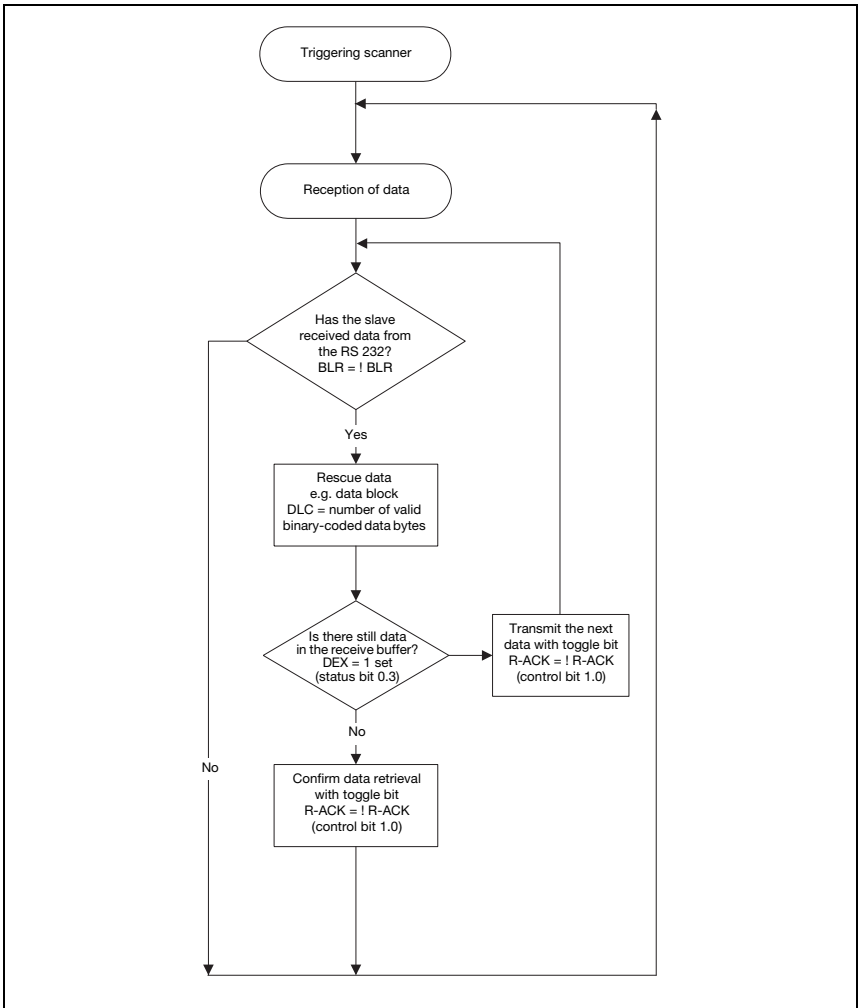 Triggering scanner
Reception of data
Has the slave
received data from
the RS 232?
BLR = ! BLR
Yes
Rescue data
e.g. data block
DLC = number of valid
binary-coded data bytes
Is there still data
in the receive buffer?
DEX = 1 set
(status bit 0.3)
Transmit the next
data with toggle bit
R-ACK = ! R-ACK
(control bit 1.0)
No
No
Confirm data retrieval
with toggle bit
R-ACK = ! R-ACK
(control bit 1.0)